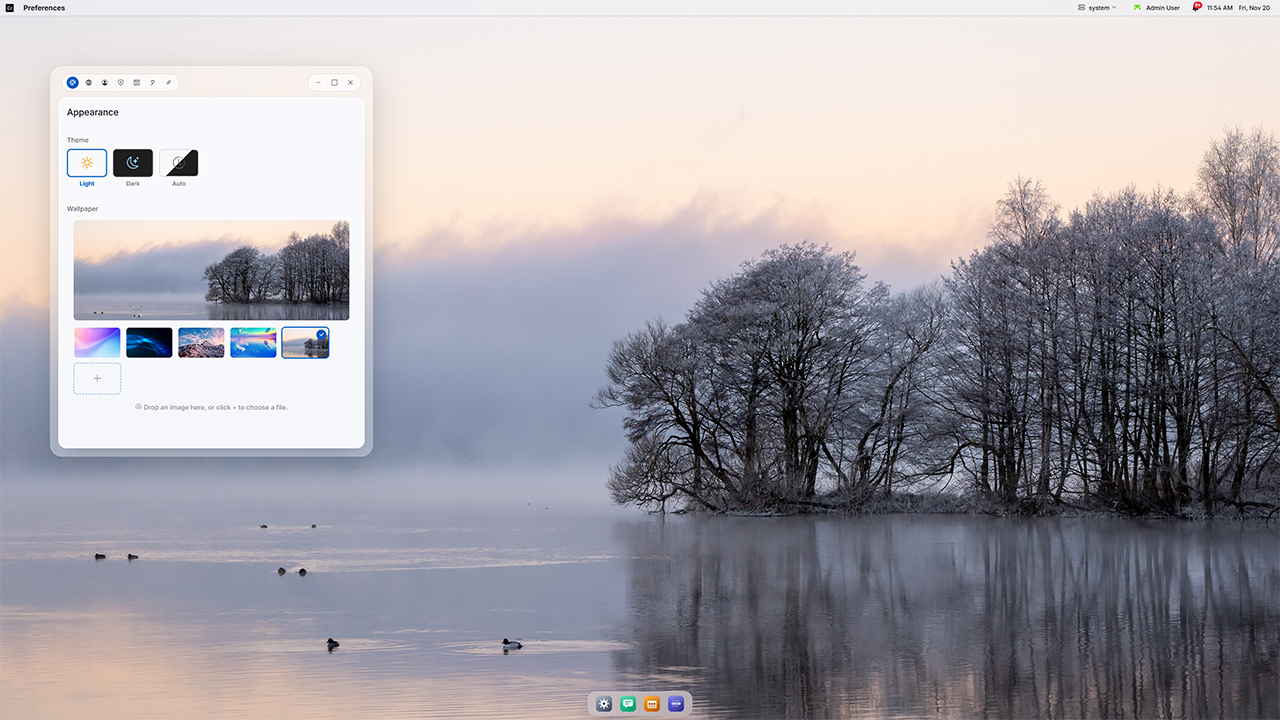 Cr Preferences
system
Admin User
11:54 AM Fri, Nov 20
Appearance
Theme
Light Dark Auto
Wallpaper
Drop an image here, or click + to choose a file.